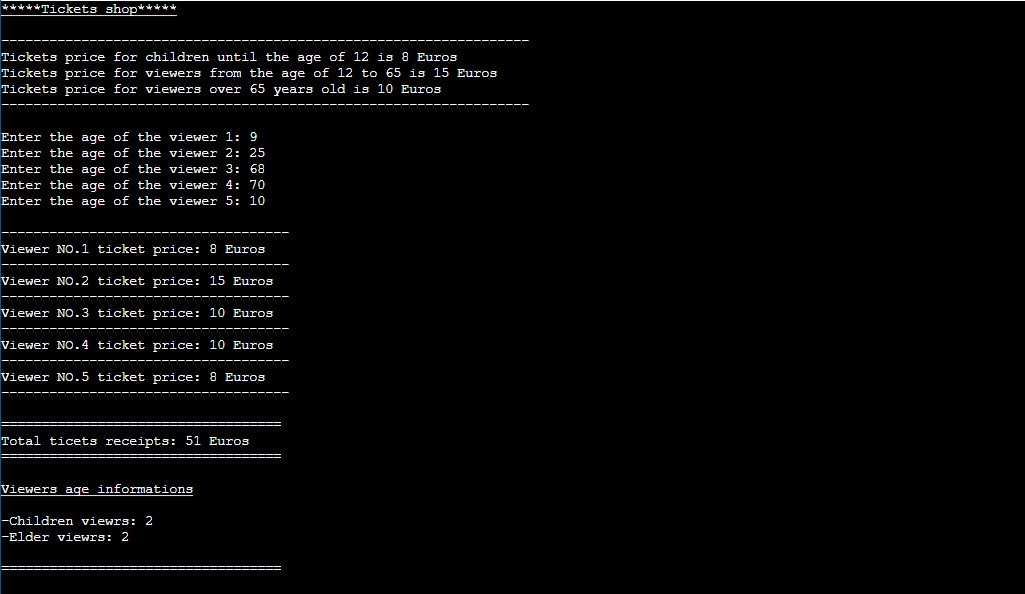 *****Tickets shop*****
------------------------------------------------------------------
Tickets price for children until the age of 12 is 8 Euros
Tickets price for viewers from the age of 12 to 65 is 15 Euros
Tickets price for viewers over 65 years old is 10 Euros
------------------------------------------------------------------
Enter the age of the viewer 1: 9
Enter the age of the viewer 2: 25
Enter the age of the viewer 3: 68
Enter the age of the viewer 4: 70
Enter the age of the viewer 5: 10
------------------------------------
Viewer NO.1 ticket price: 8 Euros
------------------------------------
Viewer NO.2 ticket price: 15 Euros
------------------------------------
Viewer NO.3 ticket price: 10 Euros
------------------------------------
Viewer NO.4 ticket price: 10 Euros
------------------------------------
Viewer NO.5 ticket price: 8 Euros
------------------------------------
===================================
Total ticets receipts: 51 Euros
===================================
Viewers age informations
-Children viewrs: 2
-Elder viewrs: 2
===================================